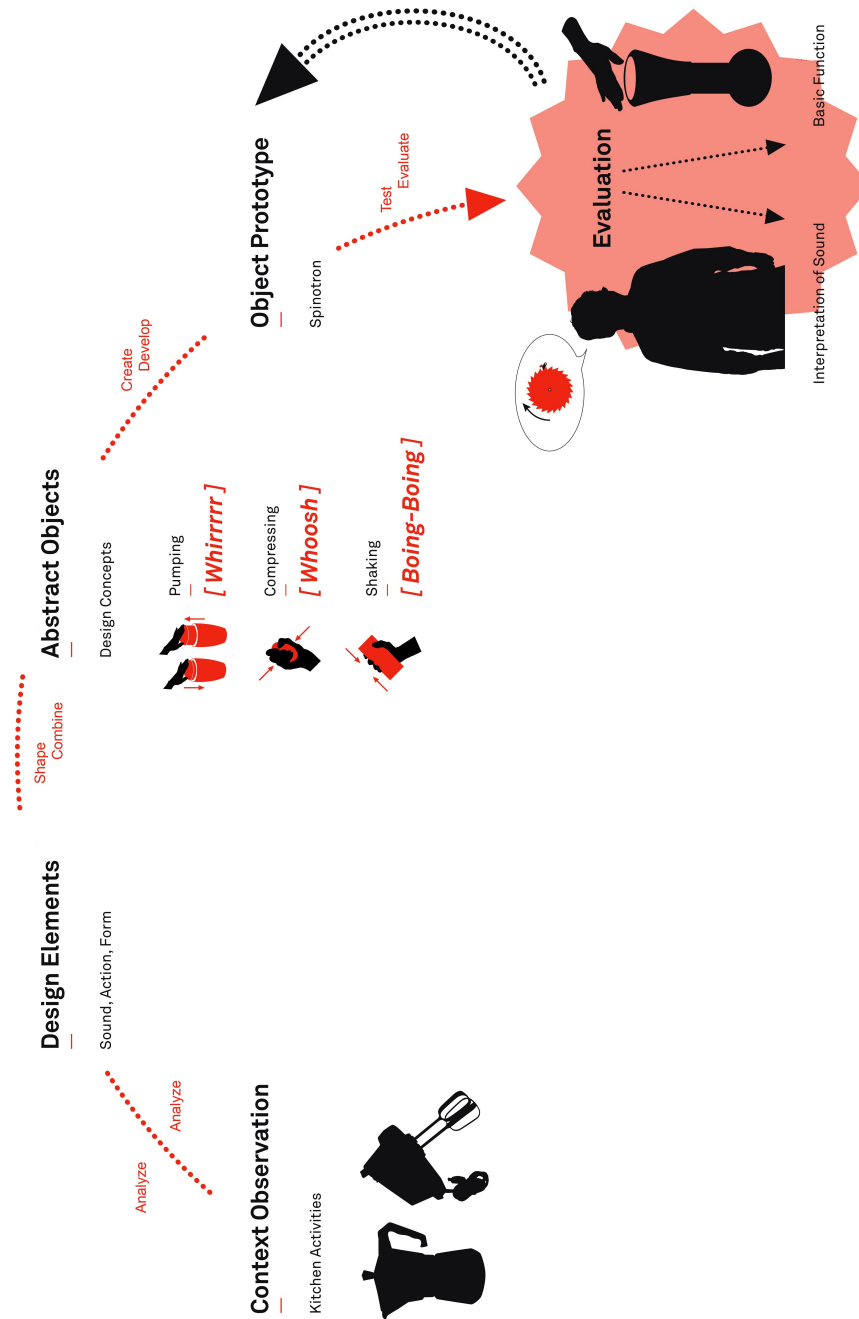 Context Observation
Kitchen Activities
Analyze
Analyze
Design Elements
Sound, Action, Form
Shape
Combine
Abstract Objects
Design Concepts
Pumping
[ Whirrrrr ]
Compressing
[ Whoosh ]
Shaking
[ Boing-Boing ]
Create
Develop
Object Prototype
Spinotron
Test
Evaluate
Evaluation
Interpretation of Sound
Basic Function